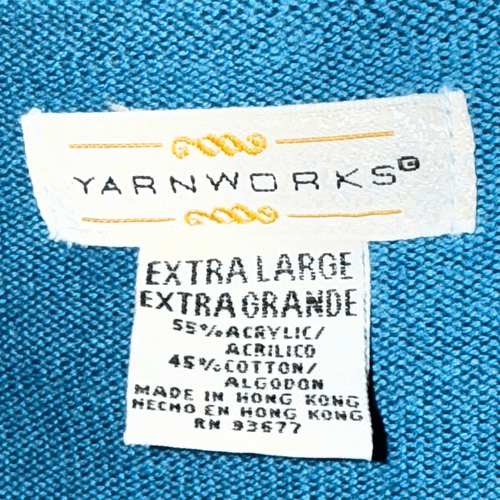 YARNWORKS®
EXTRA LARGE
EXTRA GRANDE
55% ACRYLIC/
ACRILICO
45% COTTON/
ALGODON
MADE IN HONG KONG
HECHO EN HONG KONG
RN 93677